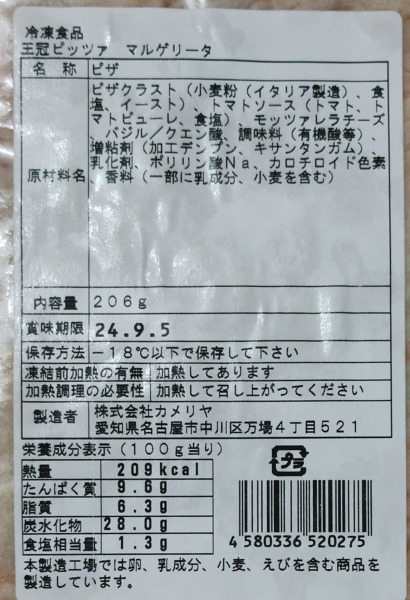 冷凍食品
王冠ピッツァ　マルゲリータ
名　称　ピザ
原材料名　ピザクラスト（小麦粉（イタリア製造）、食
塩、イースト）、トマトソース（トマト、ト
マトピューレ、食塩）、モッツァレラチーズ
、バジル／クエン酸、調味料（有機酸等）、
増粘剤（加工デンプン、キサンタンガム）、
乳化剤、ポリリン酸Ｎａ、カロチロイド色素
、香料（一部に乳成分、小麦を含む）
内容量　２０６ｇ
賞味期限　24.9.5
保存方法　－１８℃以下で保存して下さい
凍結前加熱の有無　加熱してあります
加熱調理の必要性　加熱して召し上がってください
製造者　株式会社カメリヤ
愛知県名古屋市中川区万場４丁目５２１
栄養成分表示（１００ｇ当り）
熱量　209kcal
たんぱく質　9.6g
脂質　6.3g
炭水化物　28.0g
食塩相当量　1.3g
プラ
4 580336 520275
本製造工場では卵、乳成分、小麦、えびを含む商品を
製造しています。